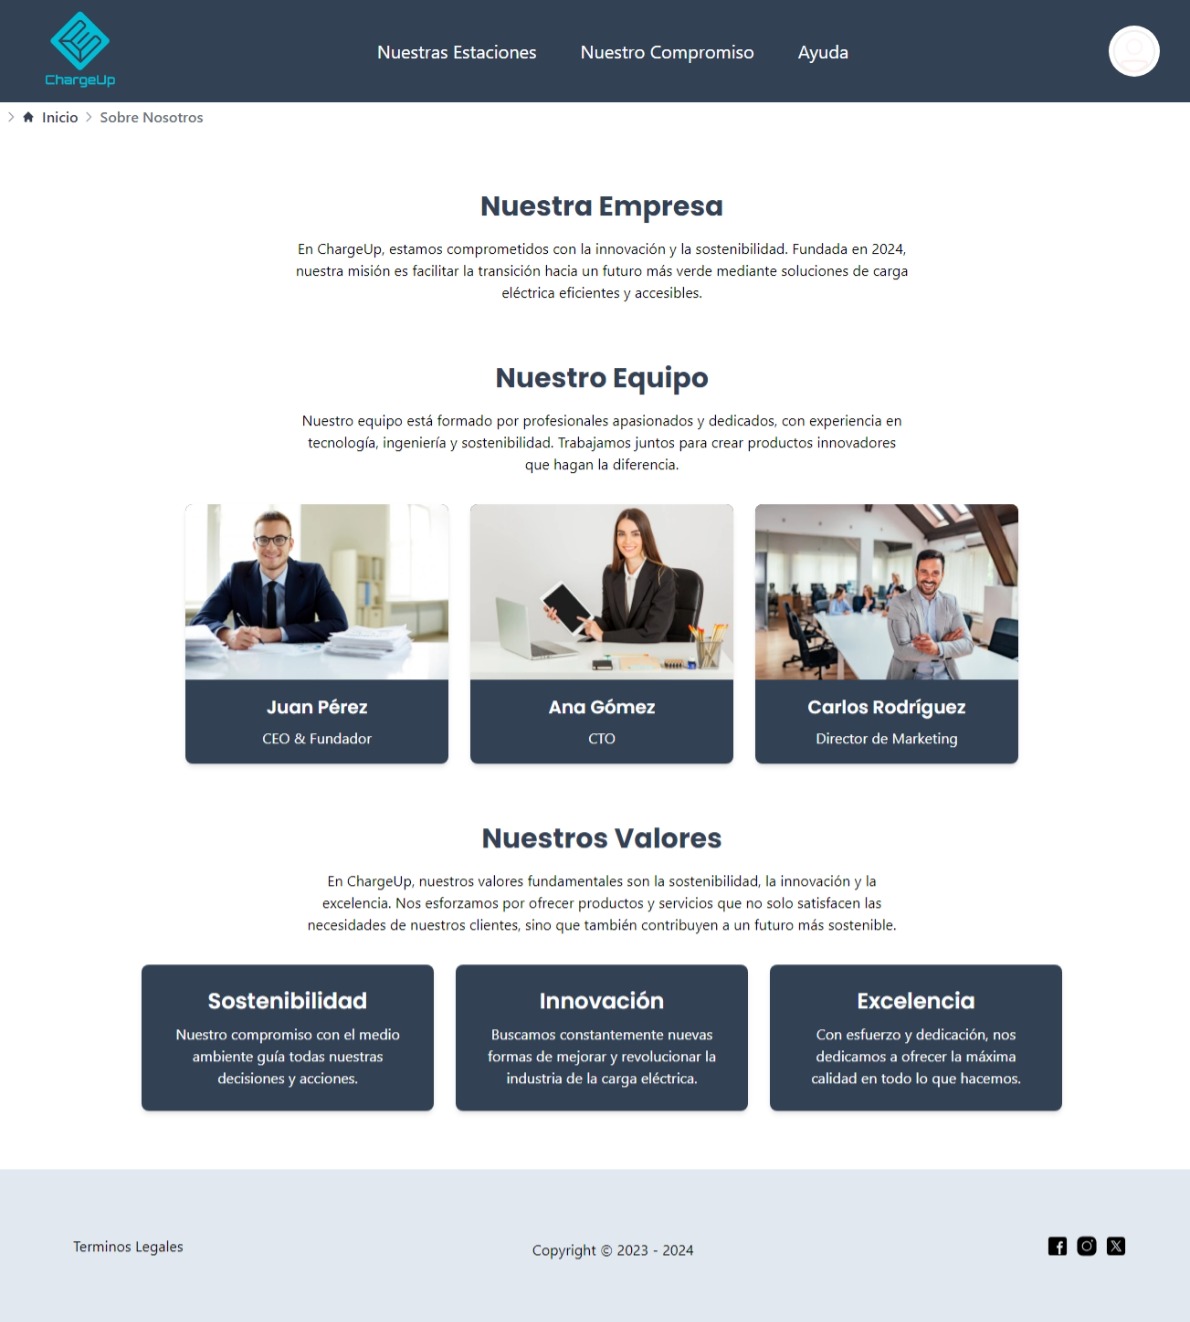 ChargeUp
Nuestras Estaciones
Nuestro Compromiso
Ayuda
Inicio
Sobre Nosotros
Nuestra Empresa
En ChargeUp, estamos comprometidos con la innovación y la sostenibilidad. Fundada en 2024,
nuestra misión es facilitar la transición hacia un futuro más verde mediante soluciones de carga
eléctrica eficientes y accesibles.
Nuestro Equipo
Nuestro equipo está formado por profesionales apasionados y dedicados, con experiencia en
tecnología, ingeniería y sostenibilidad. Trabajamos juntos para crear productos innovadores
que hagan la diferencia.
Juan Pérez
CEO & Fundador
Ana Gómez
CTO
Carlos Rodríguez
Director de Marketing
Nuestros Valores
En ChargeUp, nuestros valores fundamentales son la sostenibilidad, la innovación y la
excelencia. Nos esforzamos por ofrecer productos y servicios que no solo satisfacen las
necesidades de nuestros clientes, sino que también contribuyen a un futuro más sostenible.
Sostenibilidad
Nuestro compromiso con el medio
ambiente guía todas nuestras
decisiones y acciones.
Innovación
Buscamos constantemente nuevas
formas de mejorar y revolucionar la
industria de la carga eléctrica.
Excelencia
Con esfuerzo y dedicación, nos
dedicamos a ofrecer la máxima
calidad en todo lo que hacemos.
Terminos Legales
Copyright © 2023 - 2024